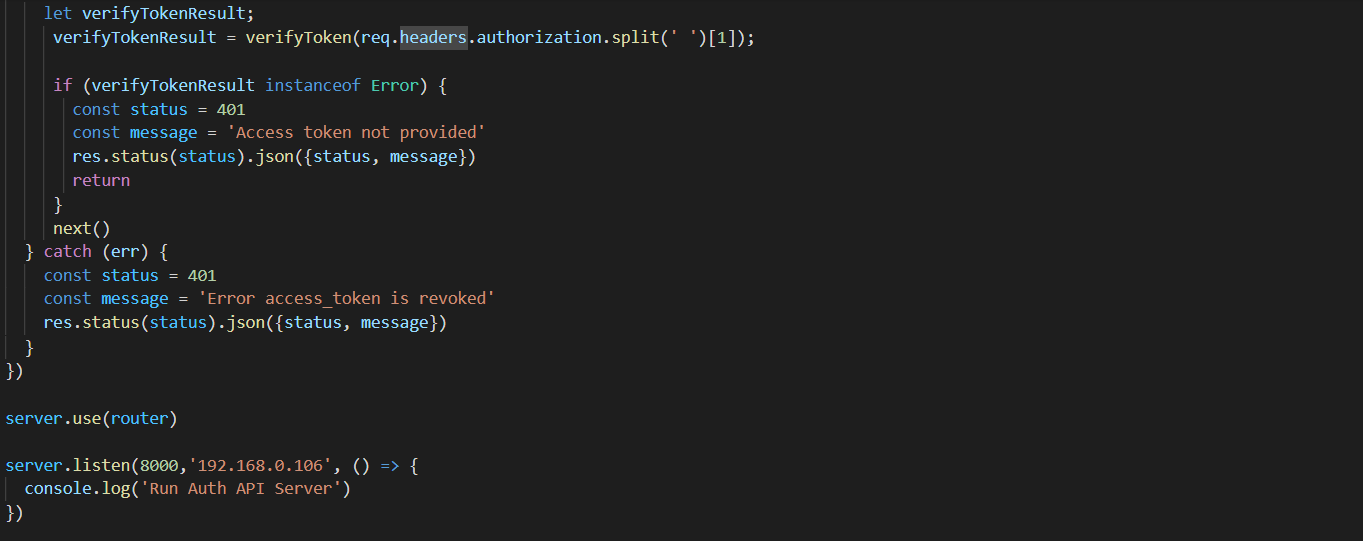 let verifyTokenResult;
verifyTokenResult = verifyToken(req.headers.authorization.split(' ')[1]);
if (verifyTokenResult instanceof Error) {
const status = 401
const message = 'Access token not provided'
res.status(status).json({status, message})
return
}
next()
} catch (err) {
const status = 401
const message = 'Error access_token is revoked'
res.status(status).json({status, message})
}
})
server.use(router)
server.listen(8000,'192.168.0.106', () => {
console.log('Run Auth API Server')
})